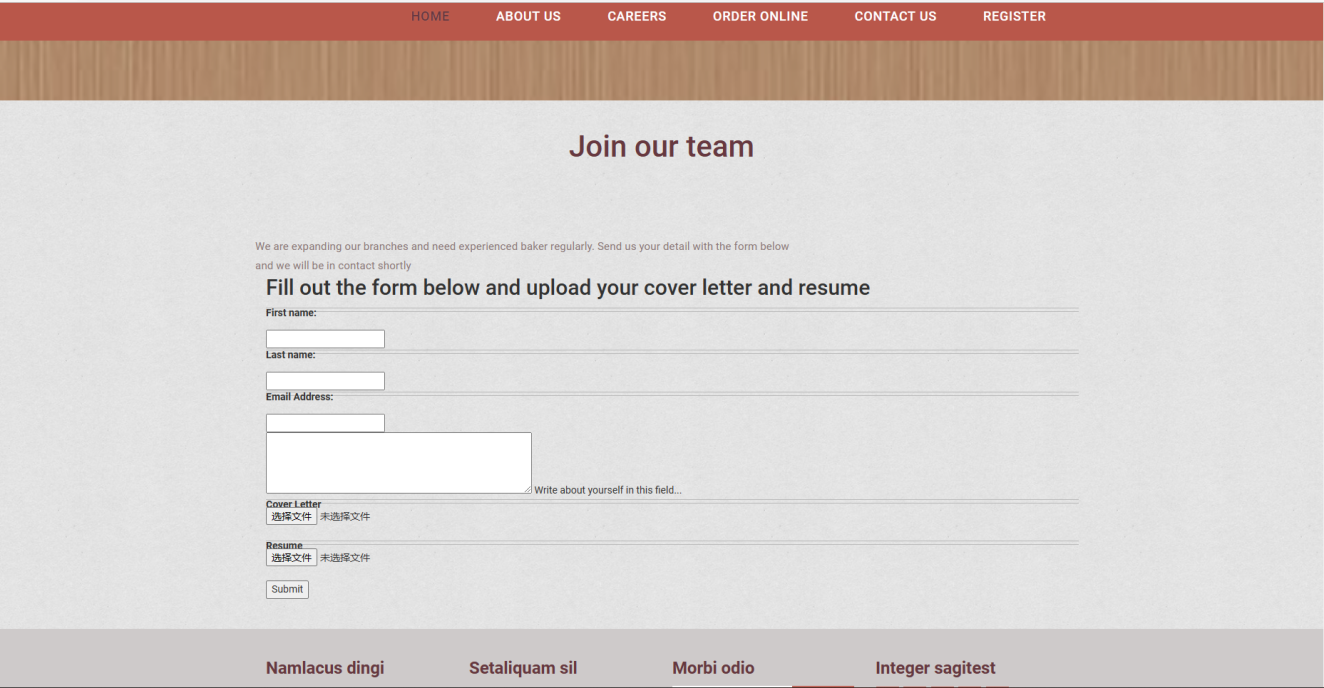 HOME ABOUT US CAREERS ORDER ONLINE CONTACT US REGISTER
Join our team
We are expanding our branches and need experienced baker regularly. Send us your detail with the form below
and we will be in contact shortly
Fill out the form below and upload your cover letter and resume
First name:
Last name:
Email Address:
Write about yourself in this field...
Cover Letter
选择文件 未选择文件
Resume
选择文件 未选择文件
Submit
Namlacus dingi Setaliquam sil Morbi odio Integer sagitest